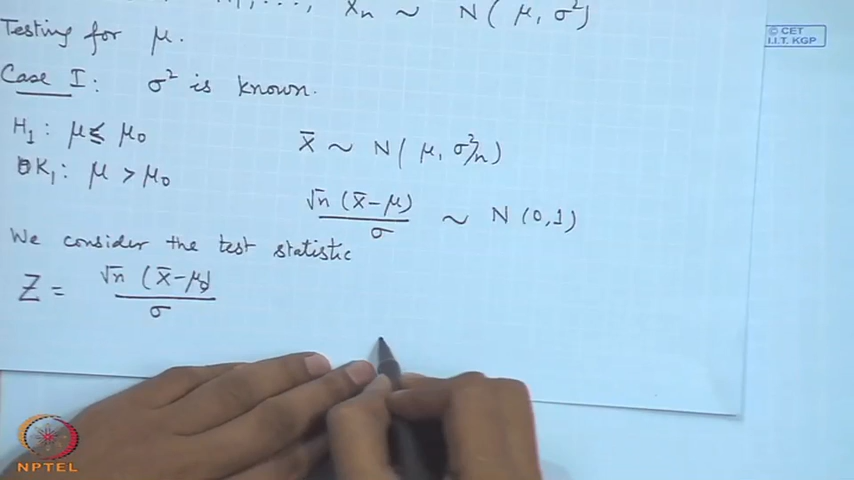 X_n ~ N(μ, σ²)
© CET
I.I.T. KGP
Testing for μ.
Case I: σ² is known.
H₁: μ ≤ μ₀
X̄ ~ N(μ, σ²/n)
K₁: μ > μ₀
√n (X̄-μ)/σ ~ N(0,1)
We consider the test statistic
Z = √n (X̄-μ₀)/σ
NPTEL